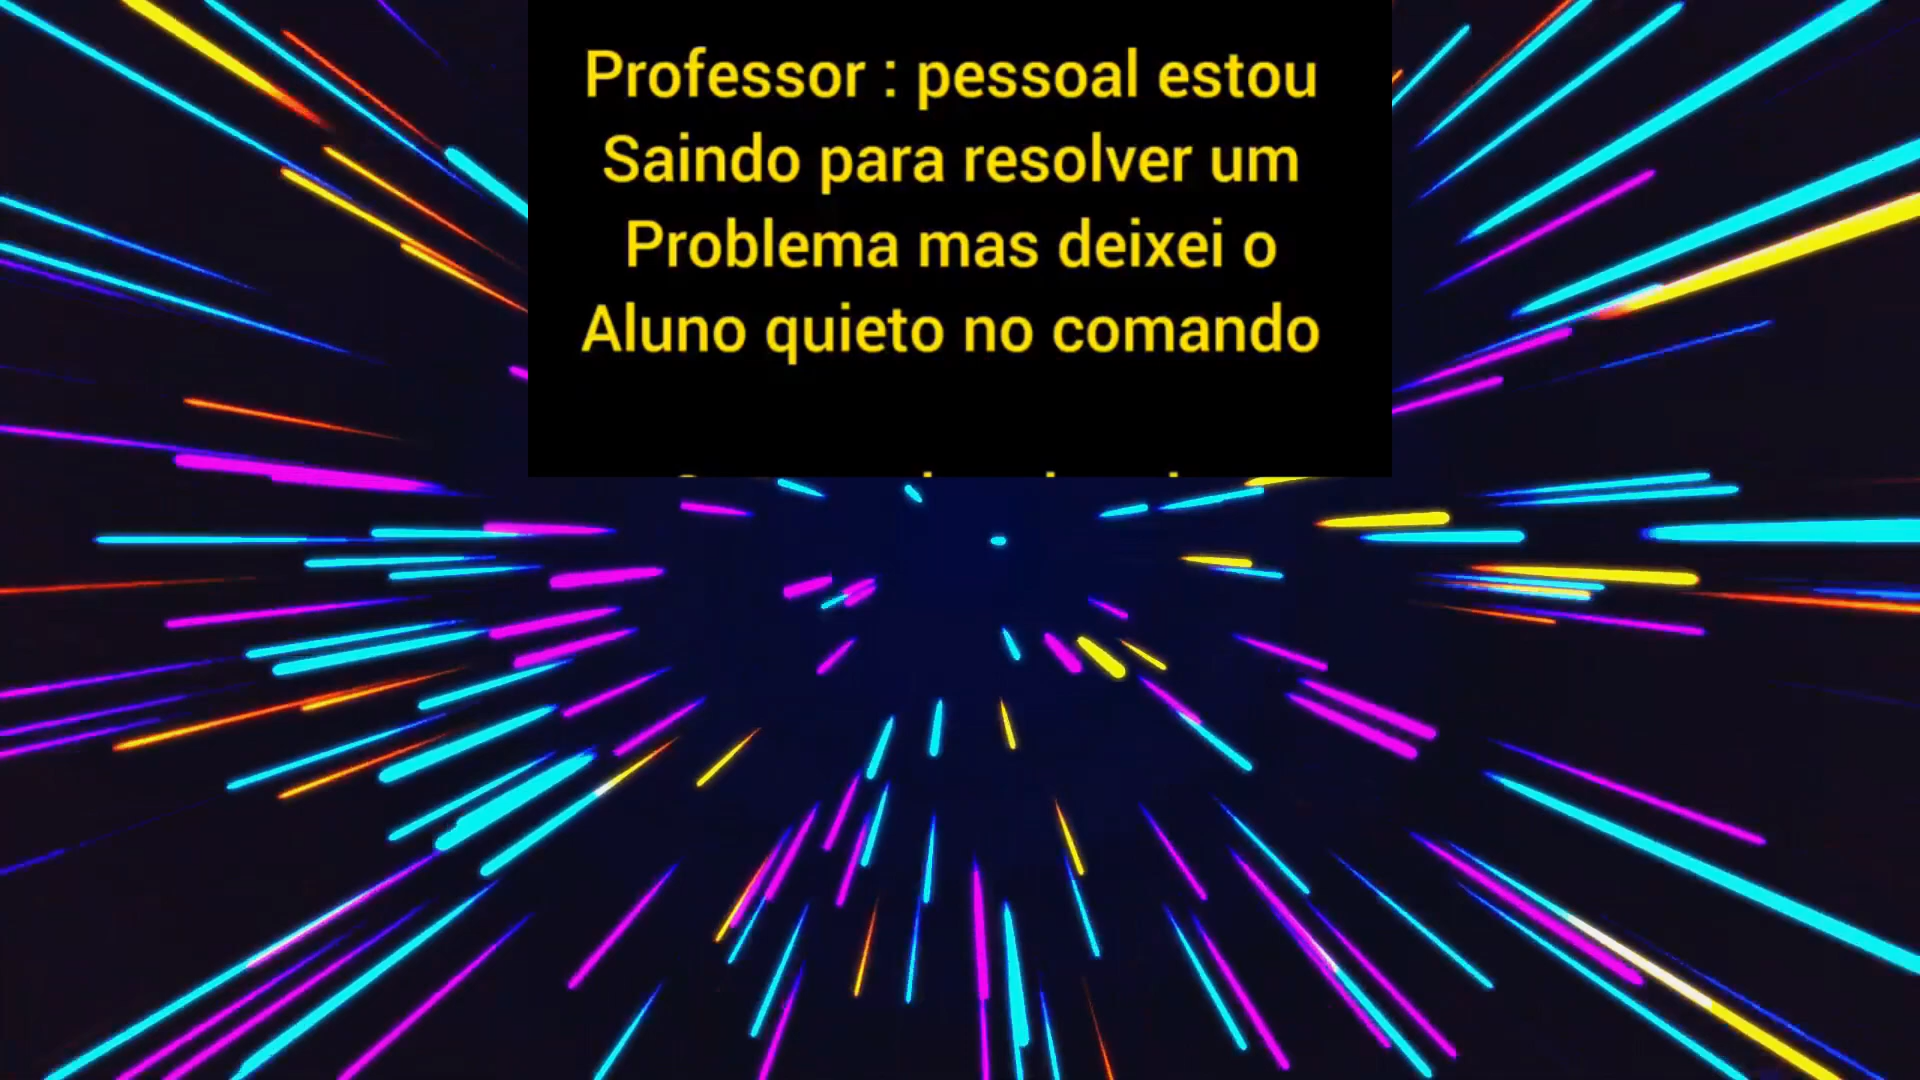 Professor : pessoal estou
Saindo para resolver um
Problema mas deixei o
Aluno quieto no comando